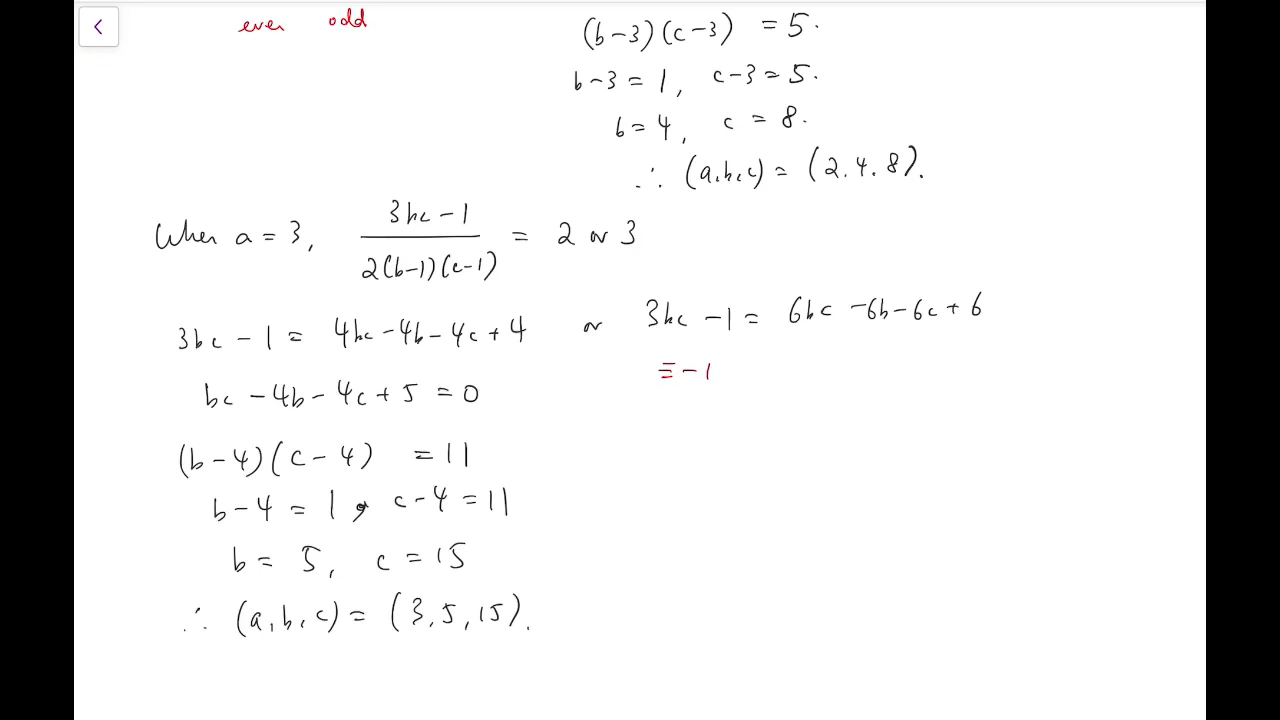 even odd
(b-3)(c-3) = 5.
b-3 = 1, c-3 = 5.
b = 4, c = 8.
∴ (a,b,c) = (2.4.8).
When a = 3, (3bc - 1)/(2(b-1)(c-1)) = 2 or 3
3bc - 1 = 4bc - 4b - 4c + 4 or 3bc - 1 = 6bc - 6b - 6c + 6
≡ -1
bc - 4b - 4c + 5 = 0
(b-4)(c-4) = 11
b-4 = 1, c-4 = 11
b = 5, c = 15
∴ (a,b,c) = (3,5,15).